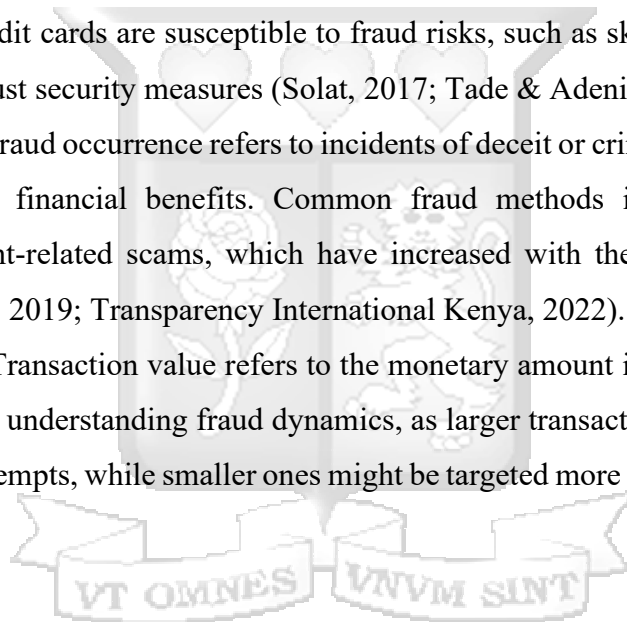 dit cards are susceptible to fraud risks, such as sk
ust security measures (Solat, 2017; Tade & Adeni
raud occurrence refers to incidents of deceit or cri
financial benefits. Common fraud methods i
nt-related scams, which have increased with the
2019; Transparency International Kenya, 2022).
Transaction value refers to the monetary amount i
understanding fraud dynamics, as larger transact
empts, while smaller ones might be targeted more
VT OMNES VNVM SINT